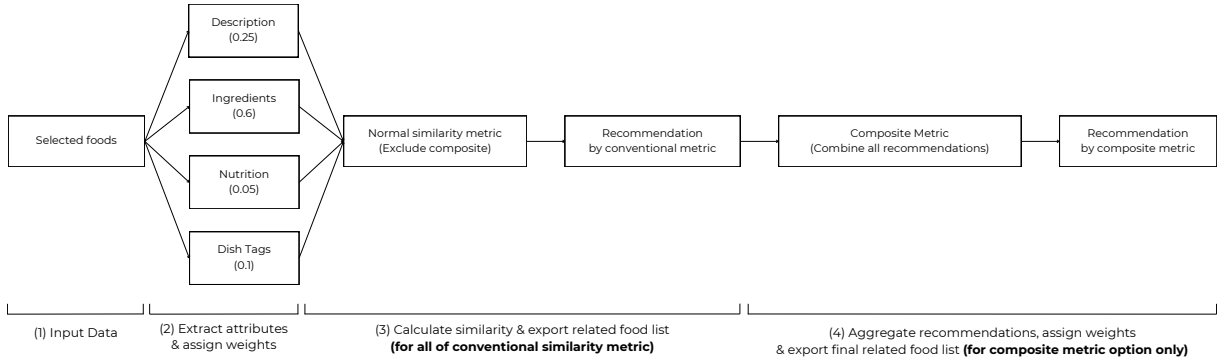 Description
(0.25)
Ingredients
(0.6)
Selected foods
Normal similarity metric
(Exclude composite)
Recommendation
by conventional metric
Composite Metric
(Combine all recommendations)
Recommendation
by composite metric
Nutrition
(0.05)
Dish Tags
(0.1)
(1) Input Data
(2) Extract attributes
& assign weights
(3) Calculate similarity & export related food list
(for all of conventional similarity metric)
(4) Aggregate recommendations, assign weights
& export final related food list (for composite metric option only)